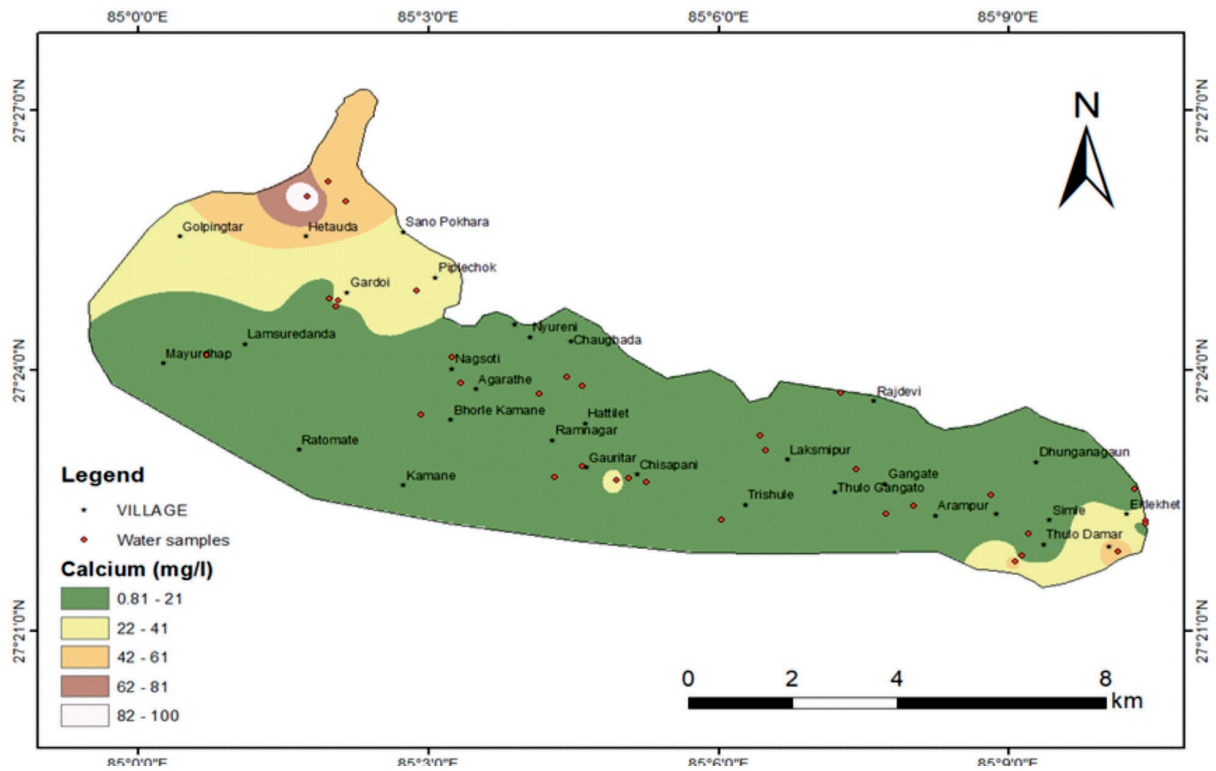 85°0'0"E 85°3'0"E 85°6'0"E 85°9'0"E
27°27'0"N 27°27'0"N
N
Sano Pokhara
Golpingtar Hetauda
Piplechok
Gardoi
Nyureni
Lamsuredanda Chaughada
Mayurdhap Nagsoti
27°24'0"N 27°24'0"N
Agarathe
Rajdevi
Bhorle Kamane Hattilet
Ratomate Ramnagar
Laksmipur Dhunganagaun
Gauritar Chisapani
Kamane Gangate
Trishule Thulo Gangato
Arampur Simle Eklekhet
Thulo Damar
Legend
VILLAGE
Water samples
Calcium (mg/l)
0.81 - 21
22 - 41
42 - 61
62 - 81
82 - 100
27°21'0"N 27°21'0"N
0 2 4 8
km
85°0'0"E 85°3'0"E 85°6'0"E 85°9'0"E